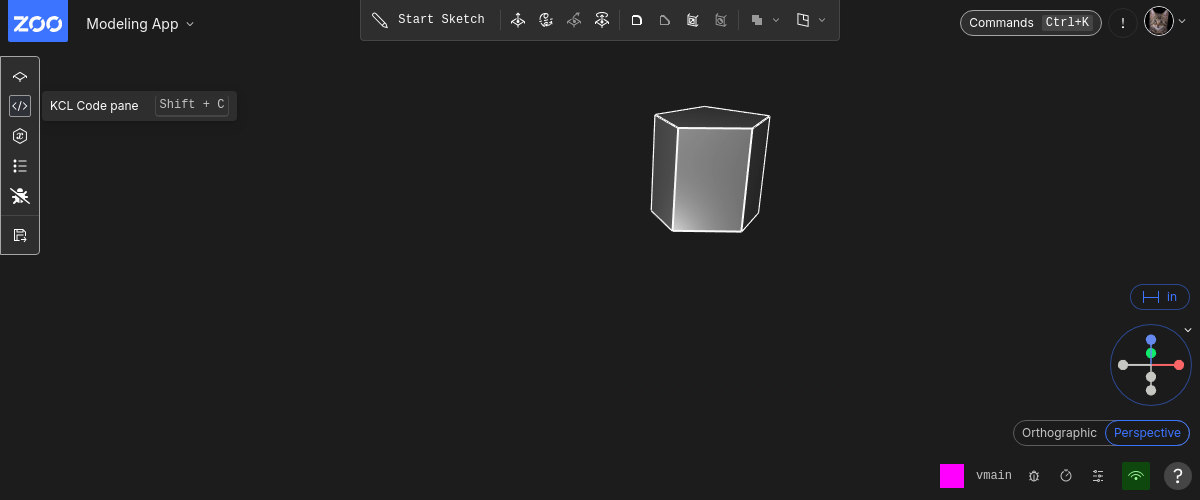 ZOO
Modeling App
Start Sketch
Commands Ctrl+K
!
KCL Code pane Shift + C
in
Orthographic Perspective
vmain
?